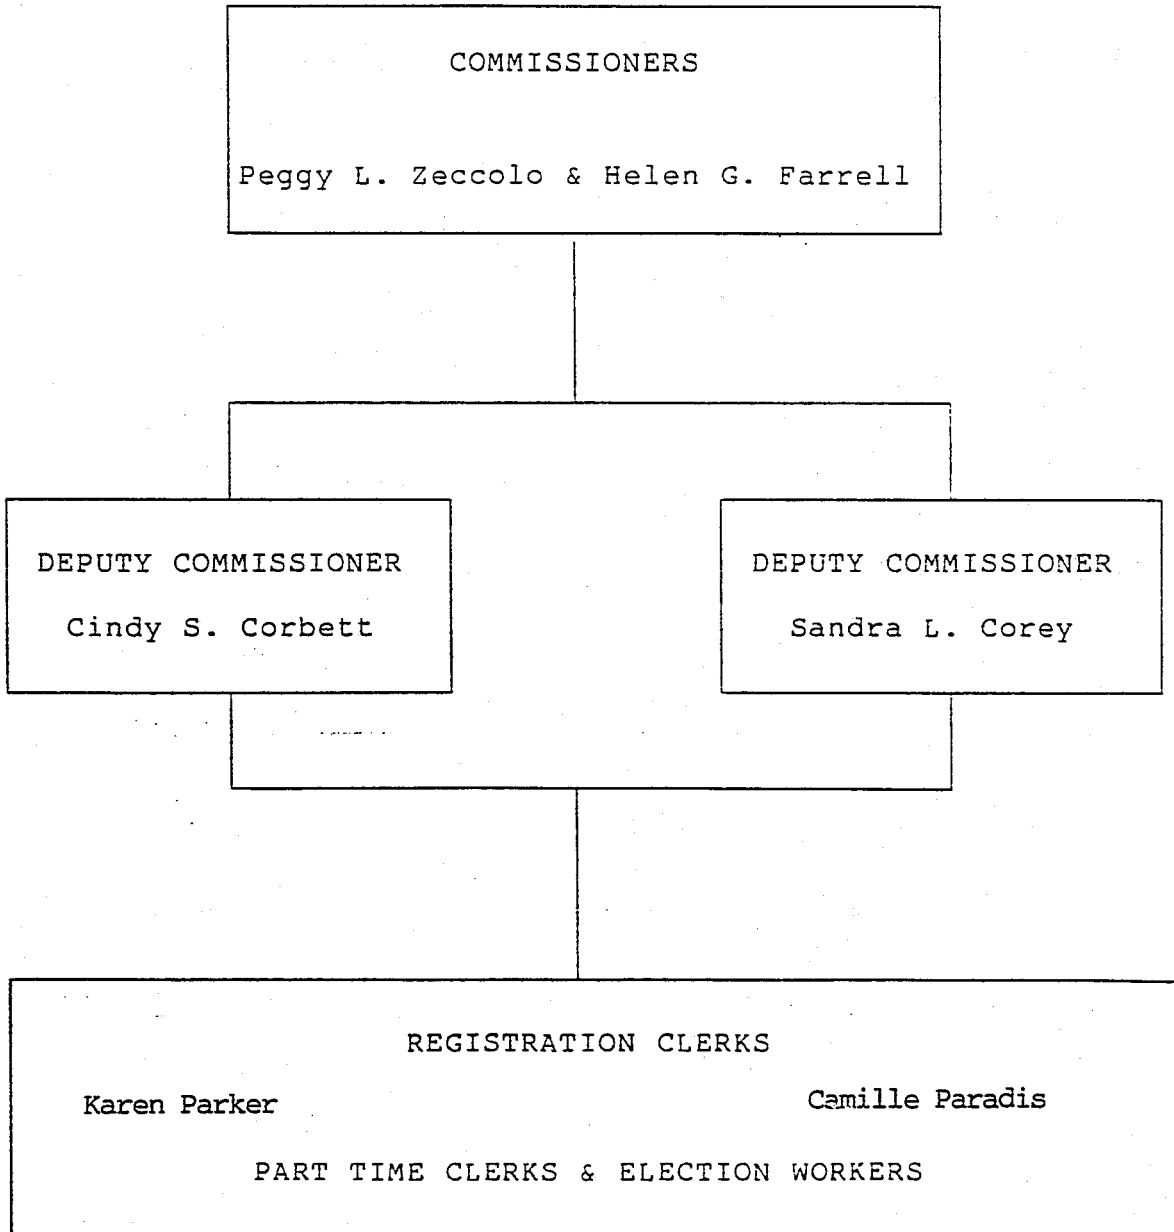 COMMISSIONERS
Peggy L. Zeccolo & Helen G. Farrell
DEPUTY COMMISSIONER
Cindy S. Corbett
DEPUTY COMMISSIONER
Sandra L. Corey
REGISTRATION CLERKS
Karen Parker
Camille Paradis
PART TIME CLERKS & ELECTION WORKERS